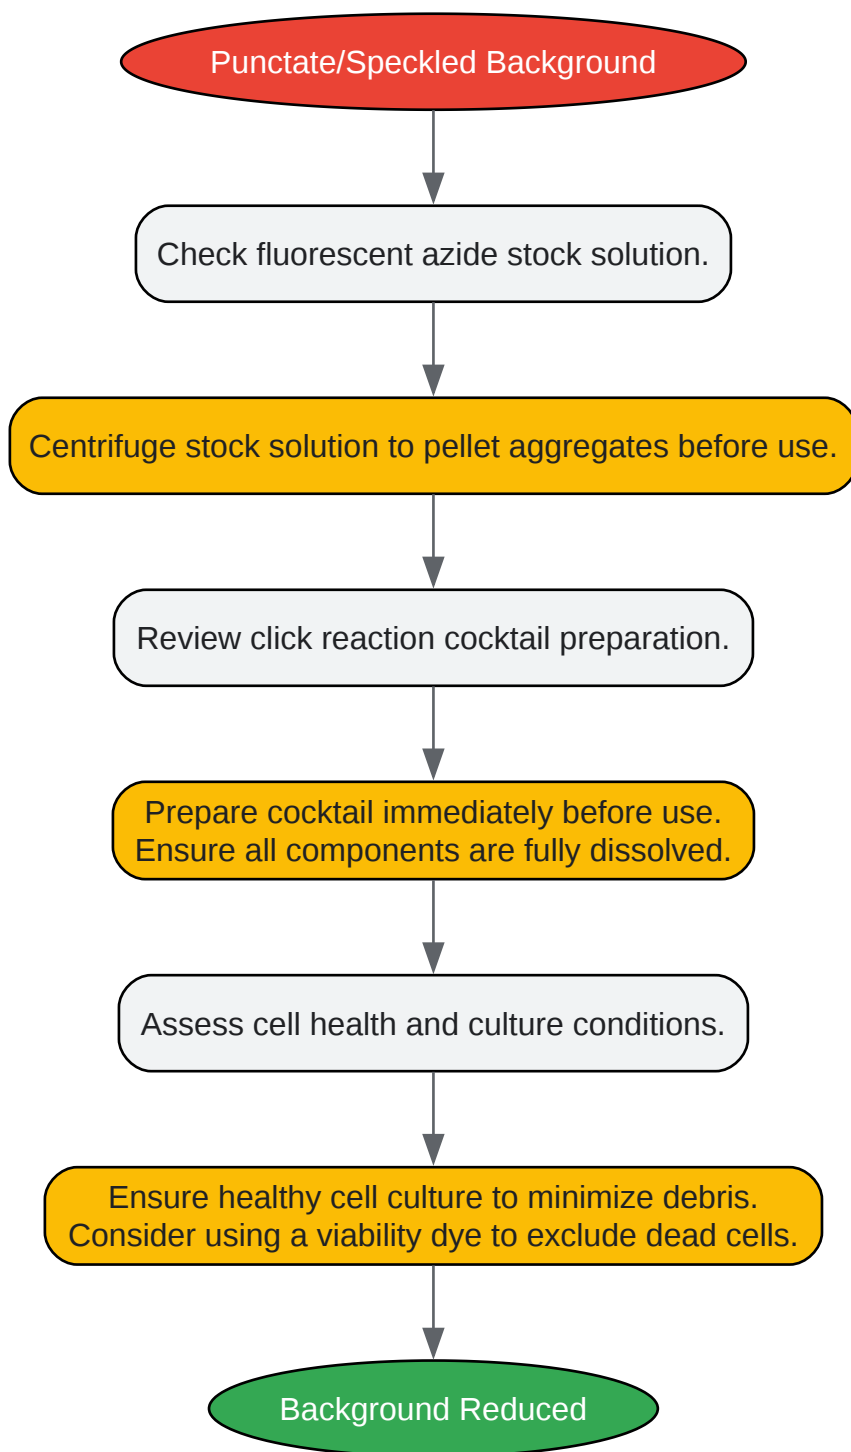 Punctate/Speckled Background
Check fluorescent azide stock solution.
Centrifuge stock solution to pellet aggregates before use.
Review click reaction cocktail preparation.
Prepare cocktail immediately before use.
Ensure all components are fully dissolved.
Assess cell health and culture conditions.
Ensure healthy cell culture to minimize debris.
Consider using a viability dye to exclude dead cells.
Background Reduced